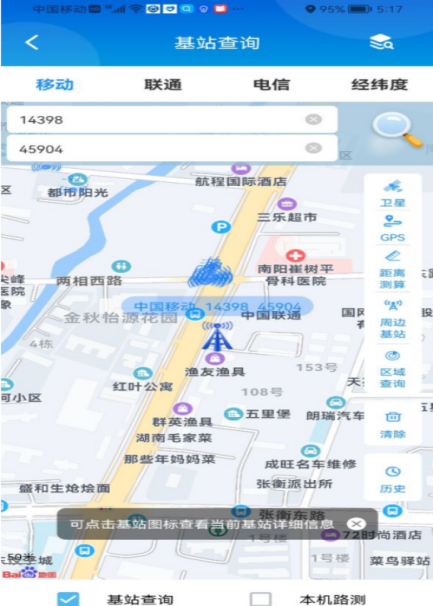 中国移动 95% 5:17
基站查询
移动 联通 电信 经纬度
14398
45904
航程国际酒店
都市阳光
卫星
三乐超市
GPS
南阳崔树平
骨科医院
两相西路
距离
测算
中国移动 14398 45904
金秋怡源花园
中国联通
周边
基站
4栋
渔友渔具
153号
区域
查询
红叶公寓
108号
可小区
群英渔具
五里堡
朗瑞汽车
湖南毛家菜
清除
那些年妈妈菜
成旺名车维修
盛和生炝烩面
张衡派出所
历史
张衡东路
可点击基站图标查看当前基站详细信息
1号楼
72时尚酒店
50米
1号楼
菜鸟驿站
Bai
基站查询 本机路测